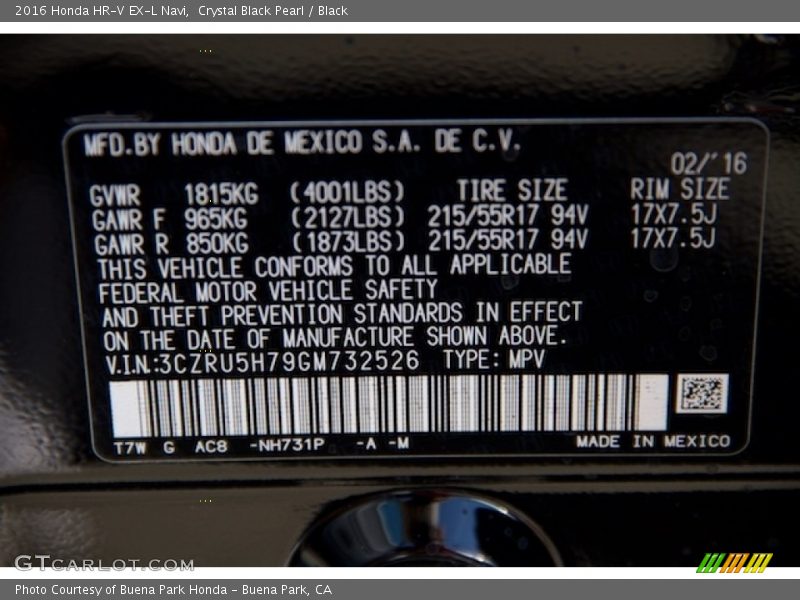 2016 Honda HR-V EX-L Navi,  Crystal Black Pearl / Black
MFD.BY HONDA DE MEXICO S.A. DE C.V.
02/'16
GVWR 1815KG (4001LBS) TIRE SIZE RIM SIZE
GAWR F 965KG (2127LBS) 215/55R17 94V 17X7.5J
GAWR R 850KG (1873LBS) 215/55R17 94V 17X7.5J
THIS VEHICLE CONFORMS TO ALL APPLICABLE
FEDERAL MOTOR VEHICLE SAFETY
AND THEFT PREVENTION STANDARDS IN EFFECT
ON THE DATE OF MANUFACTURE SHOWN ABOVE.
V.I.N:3CZRU5H79GM732526 TYPE: MPV
T7W G AC8 -NH731P -A -M MADE IN MEXICO
GTCARLOT.COM
Photo Courtesy of Buena Park Honda - Buena Park, CA